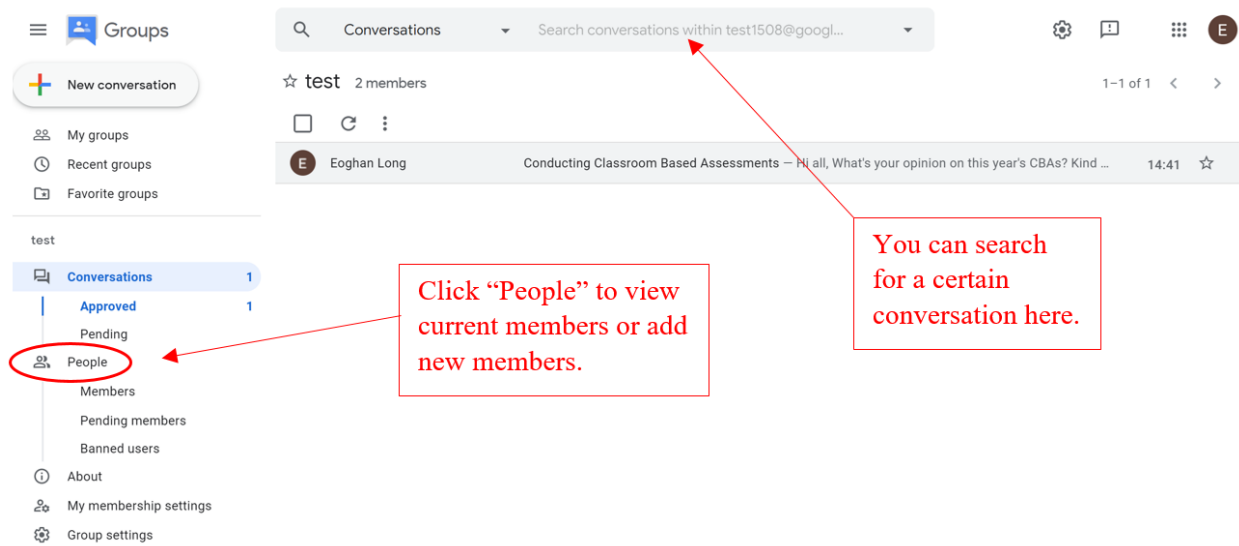 Groups
Conversations
Search conversations within test1508@googl...
E
New conversation
test 2 members
1–1 of 1
My groups
Recent groups
Favorite groups
E Eoghan Long Conducting Classroom Based Assessments – Hi all, What's your opinion on this year's CBAs? Kind ... 14:41
test
Conversations 1
Approved 1
Pending
People
Members
Pending members
Banned users
About
My membership settings
Group settings
Click “People” to view
current members or add
new members.
You can search
for a certain
conversation here.